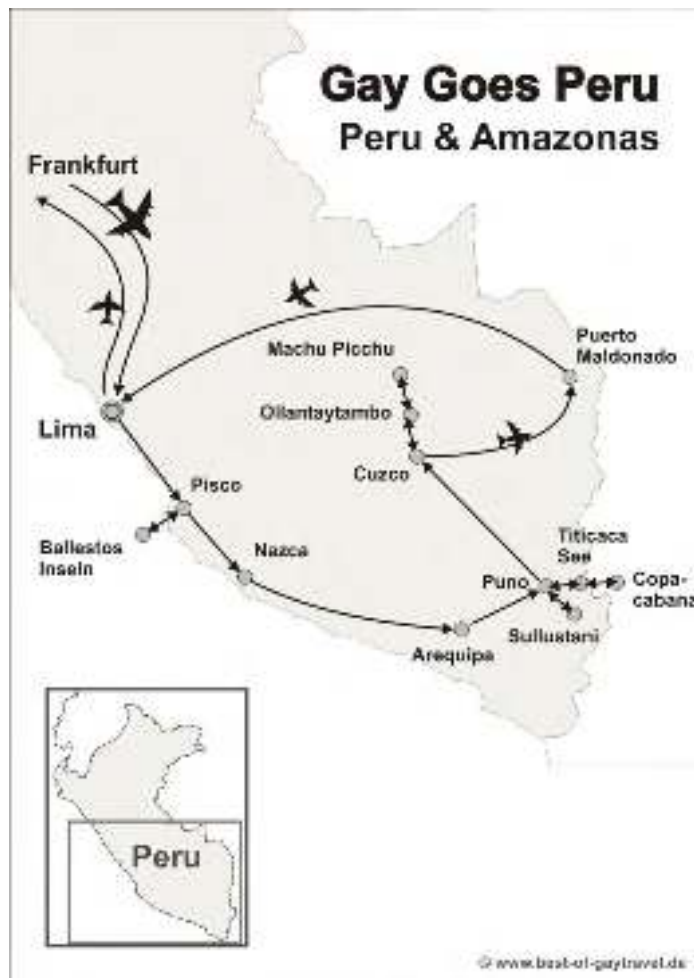 Gay Goes Peru
Peru & Amazonas
Frankfurt
Puerto
Maldonado
Machu Picchu
Ollantaytambo
Lima
Cuzco
Pisco
Ballestos
Inseln
Nazca
Titicaca
See
Puno
Copa-
cabana
Sullustani
Arequipa
Peru
© www.best-of-gaytravel.de